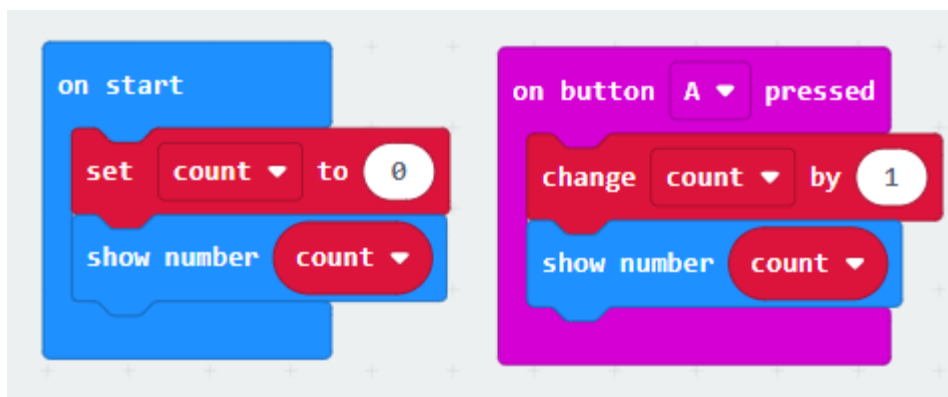 on start
set count to 0
show number count
on button A pressed
change count by 1
show number count